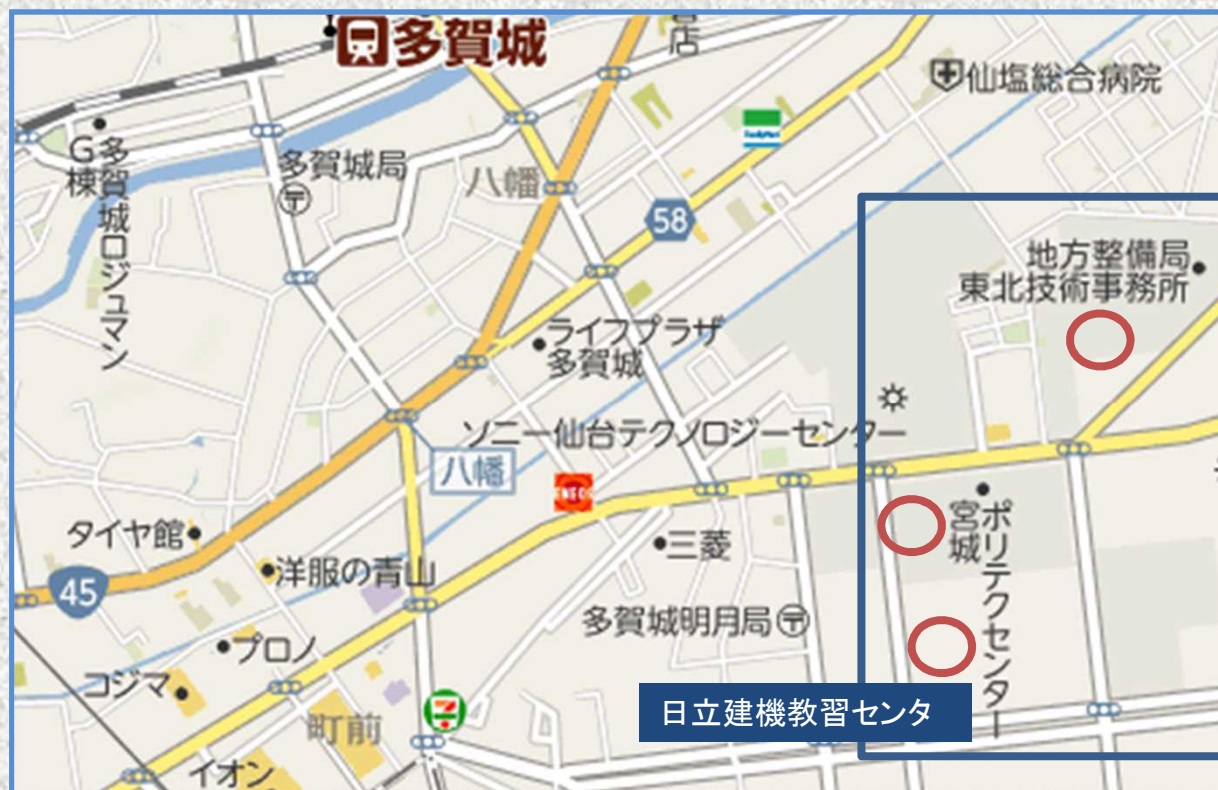 多賀城
店
仙塩総合病院
FamilyMart
多賀城ロジュマン
G棟
多賀城局
八幡
58
地方整備局
東北技術事務所
ライフプラザ
多賀城
ソニー仙台テクノロジーセンター
八幡
ENEOS
ポリテクセンター
宮城
タイヤ館
三菱
洋服の青山
45
多賀城明月局
プロノ
コジマ
7
日立建機教習センタ
町前
イオン